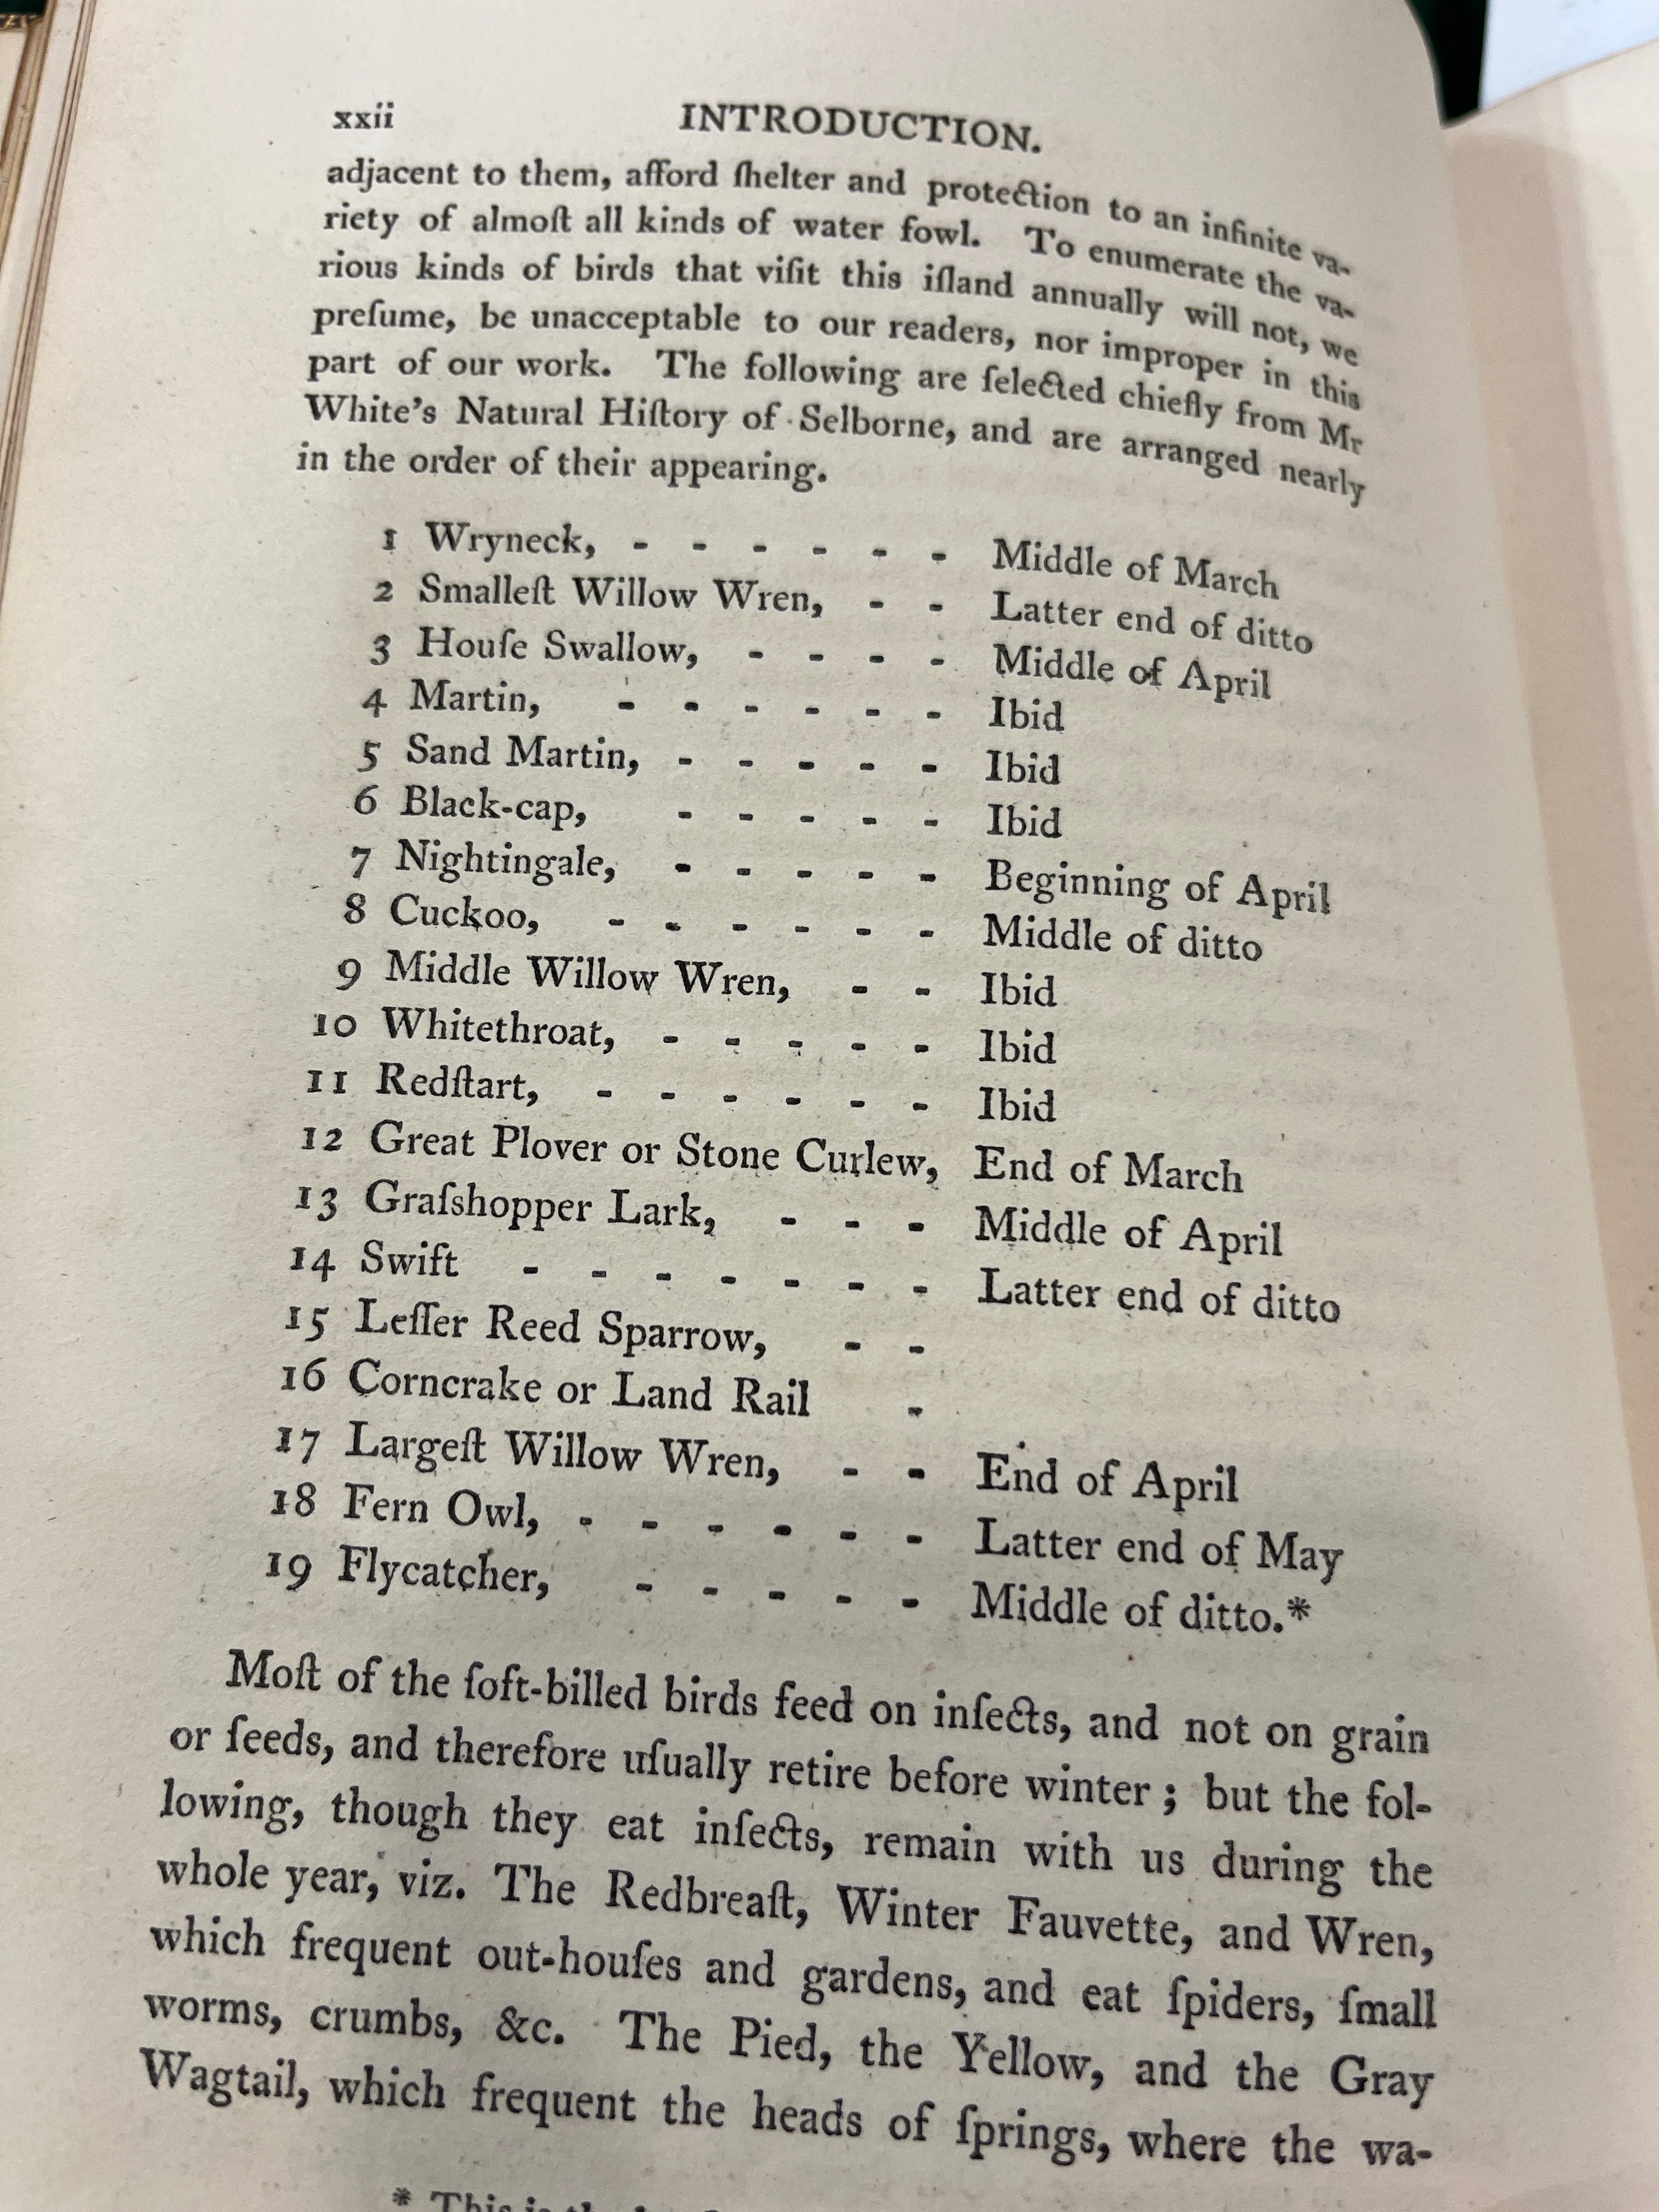 xxii INTRODUCTION.
adjacent to them, afford ſhelter and protection to an infinite va-
riety of almoſt all kinds of water fowl. To enumerate the va-
rious kinds of birds that viſit this iſland annually will not, we
preſume, be unacceptable to our readers, nor improper in this
part of our work. The following are ſelected chiefly from Mr
White's Natural Hiſtory of Selborne, and are arranged nearly
in the order of their appearing.
1 Wryneck, - - - - - - Middle of March
2 Smalleſt Willow Wren, - - Latter end of ditto
3 Houſe Swallow, - - - - Middle of April
4 Martin, - - - - - - Ibid
5 Sand Martin, - - - - - Ibid
6 Black-cap, - - - - - Ibid
7 Nightingale, - - - - - Beginning of April
8 Cuckoo, - - - - - - Middle of ditto
9 Middle Willow Wren, - - Ibid
10 Whitethroat, - - - - - Ibid
11 Redſtart, - - - - - - Ibid
12 Great Plover or Stone Curlew, End of March
13 Graſshopper Lark, - - - Middle of April
14 Swift - - - - - - - Latter end of ditto
15 Leſſer Reed Sparrow, - -
16 Corncrake or Land Rail -
17 Largeſt Willow Wren, - - End of April
18 Fern Owl, - - - - - - Latter end of May
19 Flycatcher, - - - - - Middle of ditto.*
Moſt of the ſoft-billed birds feed on inſects, and not on grain
or ſeeds, and therefore uſually retire before winter; but the fol-
lowing, though they eat inſects, remain with us during the
whole year, viz. The Redbreaſt, Winter Fauvette, and Wren,
which frequent out-houſes and gardens, and eat ſpiders, ſmall
worms, crumbs, &c. The Pied, the Yellow, and the Gray
Wagtail, which frequent the heads of ſprings, where the wa-
* This is the